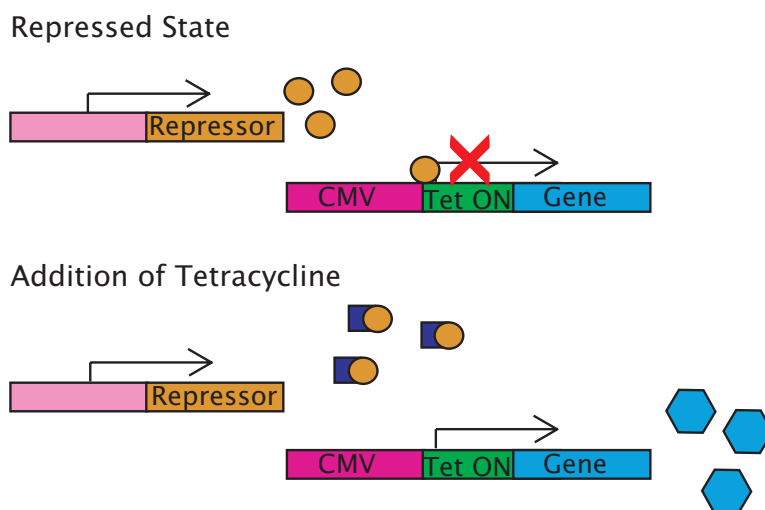 Repressed State
Repressor
CMV Tet ON Gene
Addition of Tetracycline
Repressor
CMV Tet ON Gene